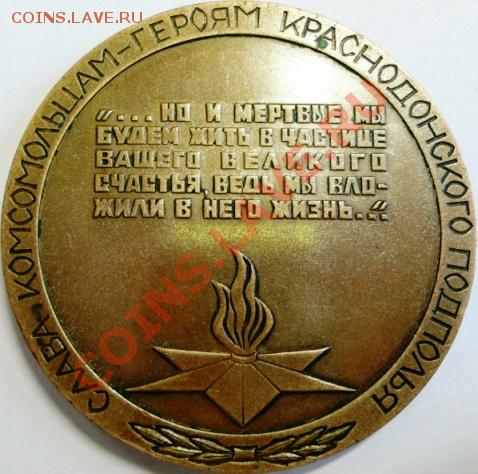 СОINS.LAVE.RU
СЛАВА КОМСОМОЛЬЦАМ-ГЕРОЯМ КРАСНОДОНСКОГО ПОДПОЛЬЯ
"...НО И МЕРТВЫЕ МЫ
БУДЕМ ЖИТЬ В ЧАСТИЦЕ
ВАШЕГО ВЕЛИКОГО
СЧАСТЬЯ, ВЕДЬ МЫ ВЛО-
ЖИЛИ В НЕГО ЖИЗНЬ..."
COINS.LAVE.RU